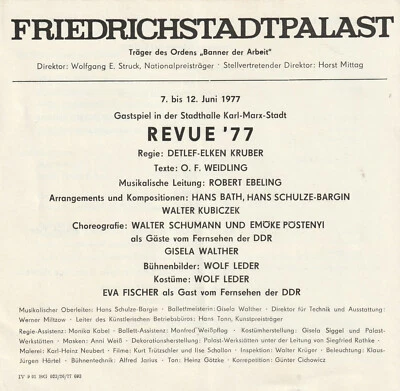 FRIEDRICHSTADTPALAST
Träger des Ordens „Banner der Arbeit"
Direktor: Wolfgang E. Struck, Nationalpreisträger · Stellvertretender Direktor: Horst Mittag
7. bis 12. Juni 1977
Gastspiel in der Stadthalle Karl-Marx-Stadt
REVUE '77
Regie: DETLEF-ELKEN KRUBER
Texte: O. F. WEIDLING
Musikalische Leitung: ROBERT EBELING
Arrangements und Kompositionen: HANS BATH, HANS SCHULZE-BARGIN
WALTER KUBICZEK
Choreografie: WALTER SCHUMANN UND EMÖKE PÖSTENYI
als Gäste vom Fernsehen der DDR
GISELA WALTHER
Bühnenbilder: WOLF LEDER
Kostüme: WOLF LEDER
EVA FISCHER als Gast vom Fernsehen der DDR
Musikalischer Oberleiter: Hans Schulze-Bargin · Ballettmeisterin: Gisela Walther · Direktor für Technik und Ausstattung:
Werner Miltzow · Leiter des Künstlerischen Betriebsbüros: Hans Tonn, Kunstpreisträger
Regie-Assistenz: Monika Kabel · Ballett-Assistenz: Manfred Weißpflog · Kostümherstellung: Gisela Siggel und Palast-
Werkstätten · Masken: Anni Weiß · Dekorationsherstellung: Palast-Werkstätten unter der Leitung von Siegfried Rathke ·
Malerei: Karl-Heinz Neubert · Filme: Kurt Trützschler und Ilse Schollon · Inspektion: Walter Krüger · Beleuchtung: Klaus-
Jürgen Härtel · Bühnentechnik: Alfred Jarius · Ton: Heinz Götzke · Konstruktion: Günter Cichowicz